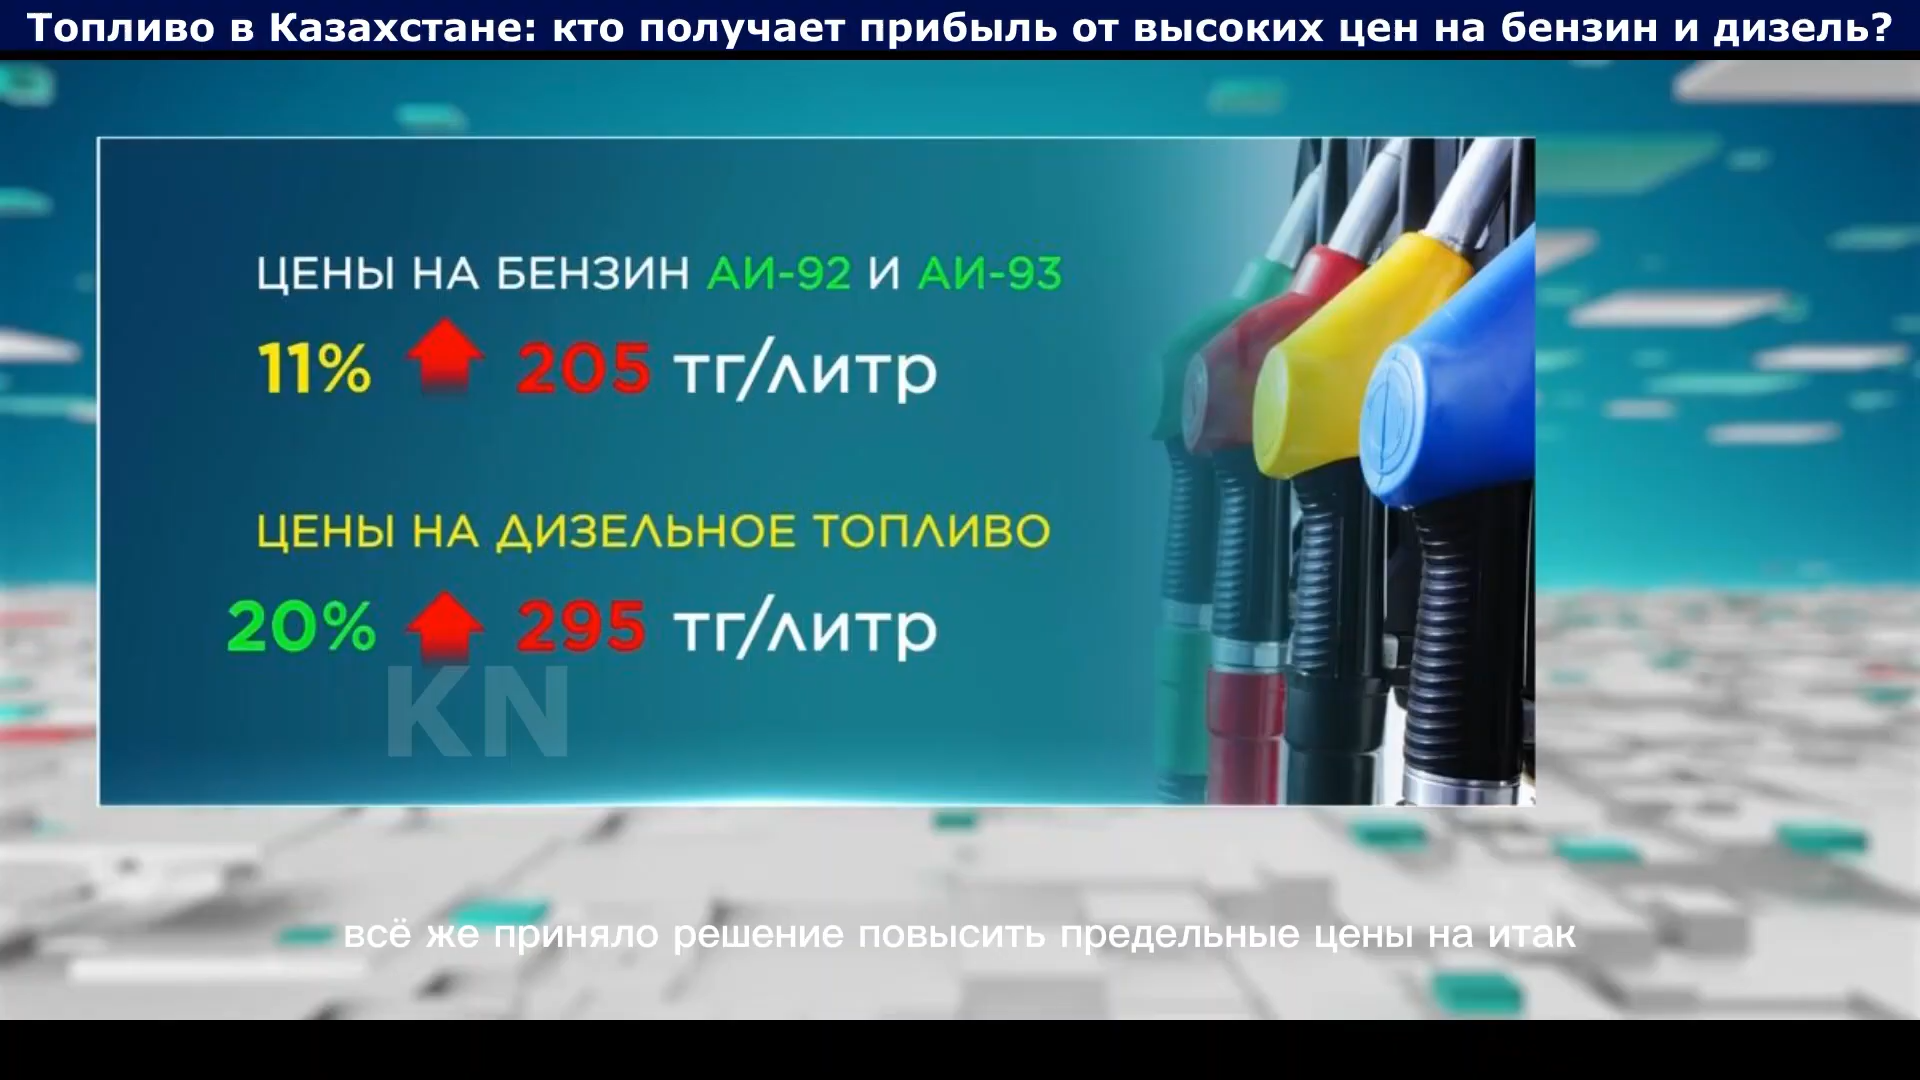 Топливо в Казахстане: кто получает прибыль от высоких цен на бензин и дизель?
ЦЕНЫ НА БЕНЗИН АИ-92 И АИ-93
11% 205 тг/литр
ЦЕНЫ НА ДИЗЕЛЬНОЕ ТОПЛИВО
20% 295 тг/литр
KN
всё же приняло решение повысить предельные цены на итак